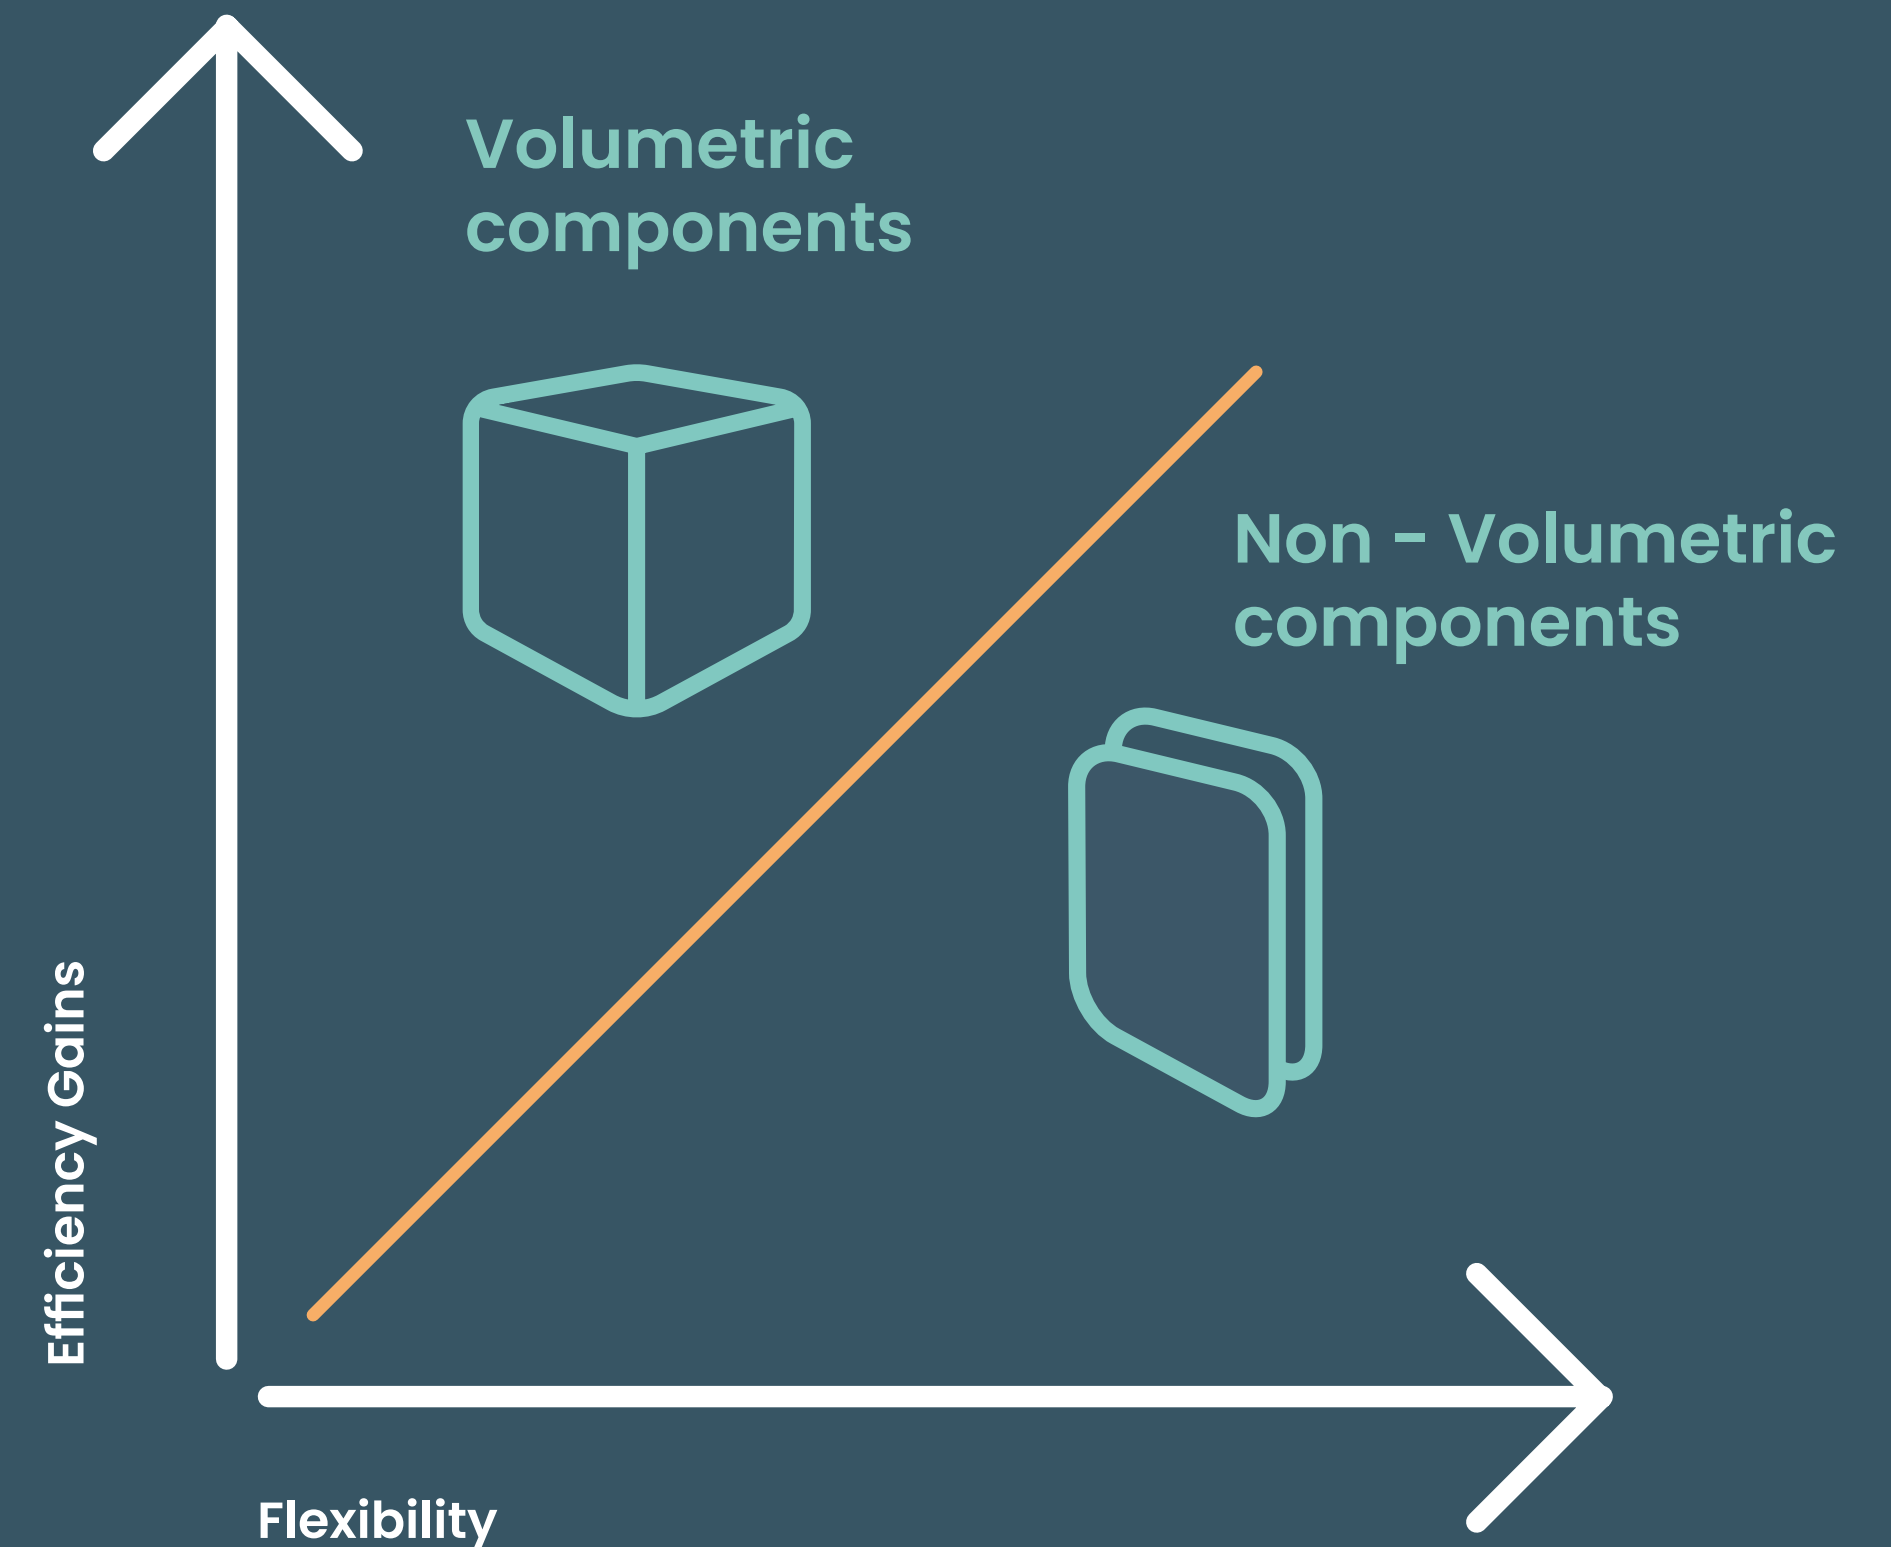 Volumetric
components
Non - Volumetric
components
Efficiency Gains
Flexibility